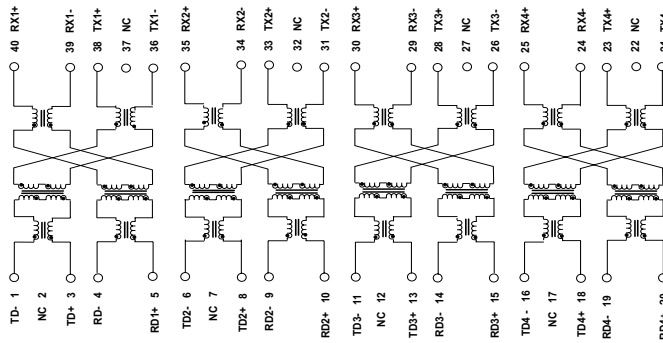 40 RX1+
39 RX1-
38 TX1+
37 NC
36 TX1-
35 RX2+
34 RX2-
33 TX2+
32 NC
31 TX2-
30 RX3+
29 RX3-
28 TX3+
27 NC
26 TX3-
25 RX4+
24 RX4-
23 TX4+
22 NC
TD- 1
NC 2
TD+ 3
RD- 4
RD1+ 5
TD2- 6
NC 7
TD2+ 8
RD2- 9
RD2+ 10
TD3- 11
NC 12
TD3+ 13
RD3- 14
RD3+ 15
TD4 - 16
NC 17
TD4+ 18
RD4- 19